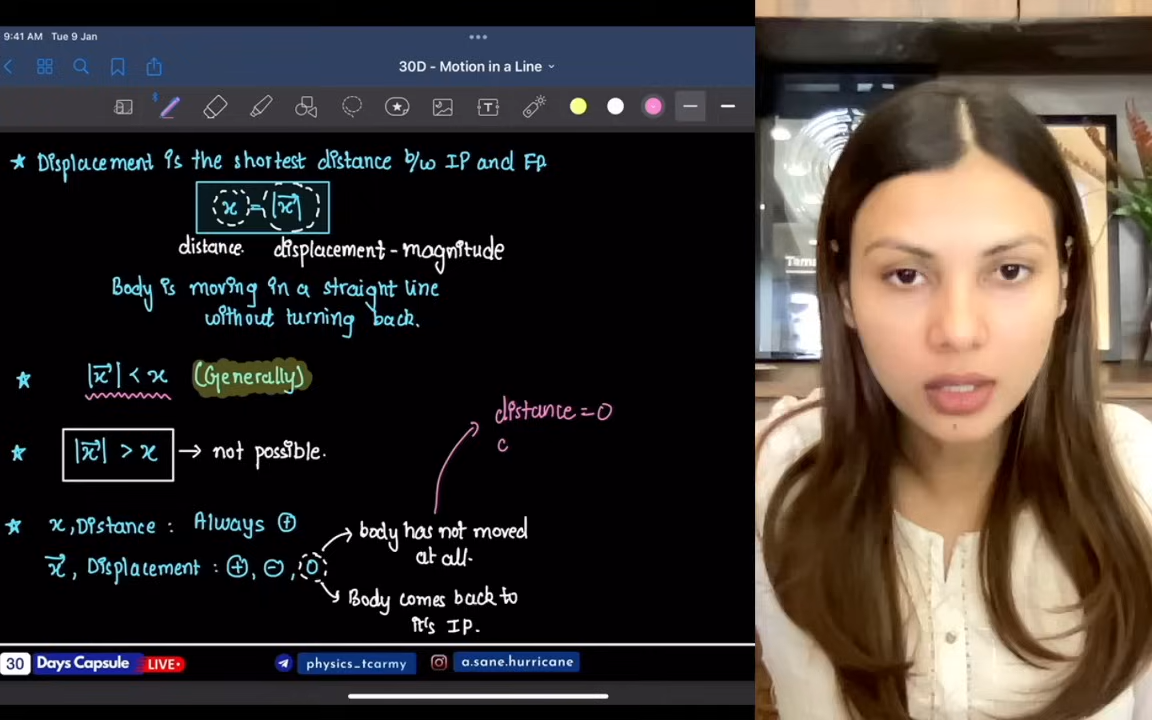 9:41 AM Tue 9 Jan
30D - Motion in a Line
T
★ Displacement is the shortest distance b/w IP and FP
x = |x⃗|
distance. displacement - magnitude
Body is moving in a straight line
without turning back.
★ |x⃗| < x (Generally)
★ |x⃗| > x → not possible.
distance = 0
★ x, Distance : Always ⊕
x⃗, Displacement : ⊕, ⊖, 0
body has not moved
at all.
Body comes back to
it's IP.
30 Days Capsule LIVE
physics_tcarmy
a.sane.hurricane